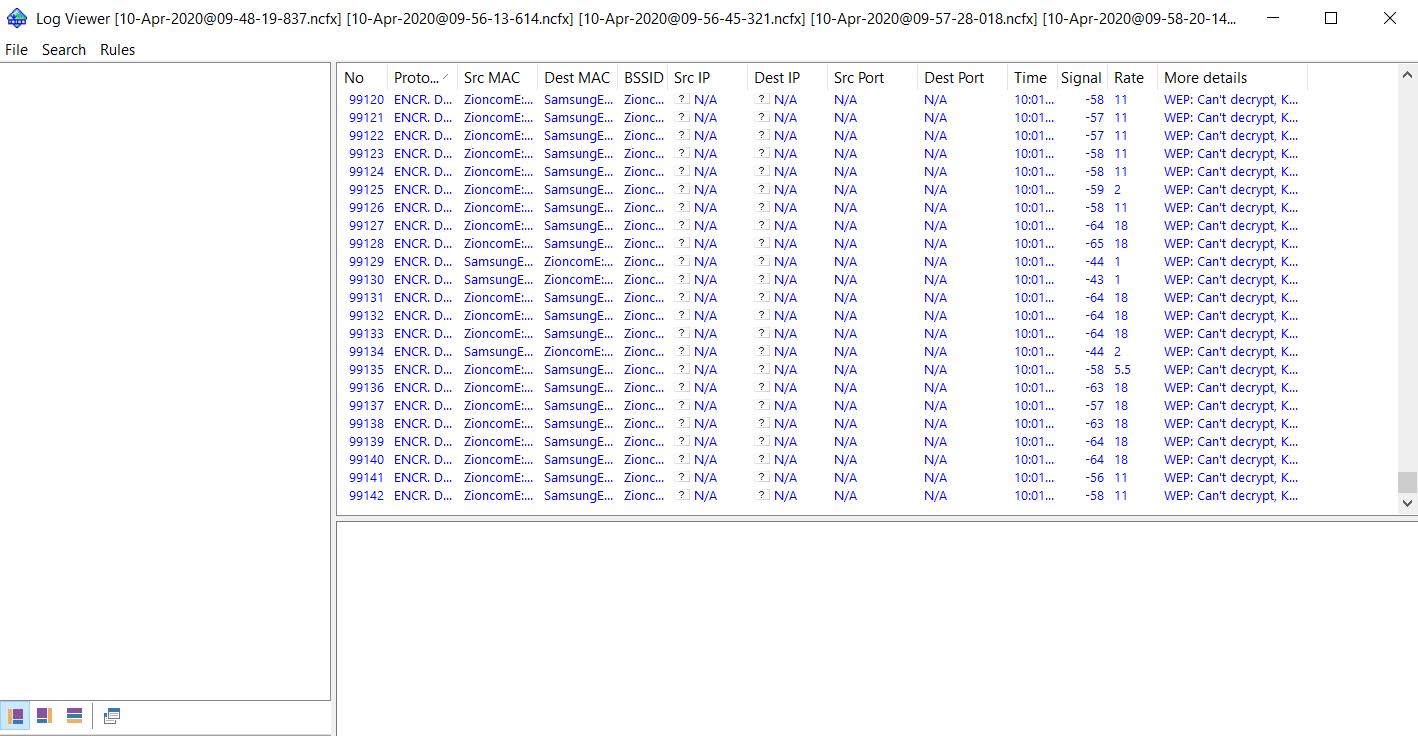 Log Viewer [10-Apr-2020@09-48-19-837.ncfx] [10-Apr-2020@09-56-13-614.ncfx] [10-Apr-2020@09-56-45-321.ncfx] [10-Apr-2020@09-57-28-018.ncfx] [10-Apr-2020@09-58-20-14...
File Search Rules
No Proto... Src MAC Dest MAC BSSID Src IP Dest IP Src Port Dest Port Time Signal Rate More details
99120 ENCR. D... ZioncomE:... SamsungE... Zionc... ? N/A ? N/A N/A N/A 10:01... -58 11 WEP: Can't decrypt, K...
99121 ENCR. D... ZioncomE:... SamsungE... Zionc... ? N/A ? N/A N/A N/A 10:01... -57 11 WEP: Can't decrypt, K...
99122 ENCR. D... ZioncomE:... SamsungE... Zionc... ? N/A ? N/A N/A N/A 10:01... -57 11 WEP: Can't decrypt, K...
99123 ENCR. D... ZioncomE:... SamsungE... Zionc... ? N/A ? N/A N/A N/A 10:01... -58 11 WEP: Can't decrypt, K...
99124 ENCR. D... ZioncomE:... SamsungE... Zionc... ? N/A ? N/A N/A N/A 10:01... -58 11 WEP: Can't decrypt, K...
99125 ENCR. D... ZioncomE:... SamsungE... Zionc... ? N/A ? N/A N/A N/A 10:01... -59 2 WEP: Can't decrypt, K...
99126 ENCR. D... ZioncomE:... SamsungE... Zionc... ? N/A ? N/A N/A N/A 10:01... -58 11 WEP: Can't decrypt, K...
99127 ENCR. D... ZioncomE:... SamsungE... Zionc... ? N/A ? N/A N/A N/A 10:01... -64 18 WEP: Can't decrypt, K...
99128 ENCR. D... ZioncomE:... SamsungE... Zionc... ? N/A ? N/A N/A N/A 10:01... -65 18 WEP: Can't decrypt, K...
99129 ENCR. D... SamsungE... ZioncomE:... Zionc... ? N/A ? N/A N/A N/A 10:01... -44 1 WEP: Can't decrypt, K...
99130 ENCR. D... SamsungE... ZioncomE:... Zionc... ? N/A ? N/A N/A N/A 10:01... -43 1 WEP: Can't decrypt, K...
99131 ENCR. D... ZioncomE:... SamsungE... Zionc... ? N/A ? N/A N/A N/A 10:01... -64 18 WEP: Can't decrypt, K...
99132 ENCR. D... ZioncomE:... SamsungE... Zionc... ? N/A ? N/A N/A N/A 10:01... -64 18 WEP: Can't decrypt, K...
99133 ENCR. D... ZioncomE:... SamsungE... Zionc... ? N/A ? N/A N/A N/A 10:01... -64 18 WEP: Can't decrypt, K...
99134 ENCR. D... SamsungE... ZioncomE:... Zionc... ? N/A ? N/A N/A N/A 10:01... -44 2 WEP: Can't decrypt, K...
99135 ENCR. D... ZioncomE:... SamsungE... Zionc... ? N/A ? N/A N/A N/A 10:01... -58 5.5 WEP: Can't decrypt, K...
99136 ENCR. D... ZioncomE:... SamsungE... Zionc... ? N/A ? N/A N/A N/A 10:01... -63 18 WEP: Can't decrypt, K...
99137 ENCR. D... ZioncomE:... SamsungE... Zionc... ? N/A ? N/A N/A N/A 10:01... -57 18 WEP: Can't decrypt, K...
99138 ENCR. D... ZioncomE:... SamsungE... Zionc... ? N/A ? N/A N/A N/A 10:01... -63 18 WEP: Can't decrypt, K...
99139 ENCR. D... ZioncomE:... SamsungE... Zionc... ? N/A ? N/A N/A N/A 10:01... -64 18 WEP: Can't decrypt, K...
99140 ENCR. D... ZioncomE:... SamsungE... Zionc... ? N/A ? N/A N/A N/A 10:01... -64 18 WEP: Can't decrypt, K...
99141 ENCR. D... ZioncomE:... SamsungE... Zionc... ? N/A ? N/A N/A N/A 10:01... -56 11 WEP: Can't decrypt, K...
99142 ENCR. D... ZioncomE:... SamsungE... Zionc... ? N/A ? N/A N/A N/A 10:01... -58 11 WEP: Can't decrypt, K...